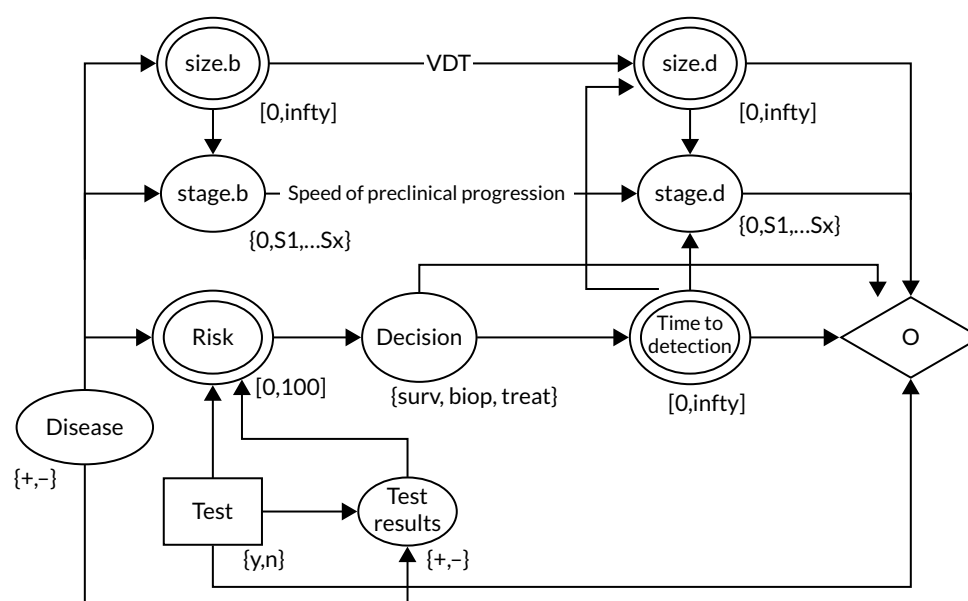 size.b
VDT
size.d
[0,infty]
[0,infty]
stage.b
Speed of preclinical progression
stage.d
{0,S1,...Sx}
{0,S1,...Sx}
Risk
Decision
Time to
detection
O
[0,100]
{surv, biop, treat}
[0,infty]
Disease
{+,–}
Test
Test
results
{y,n}
{+,–}